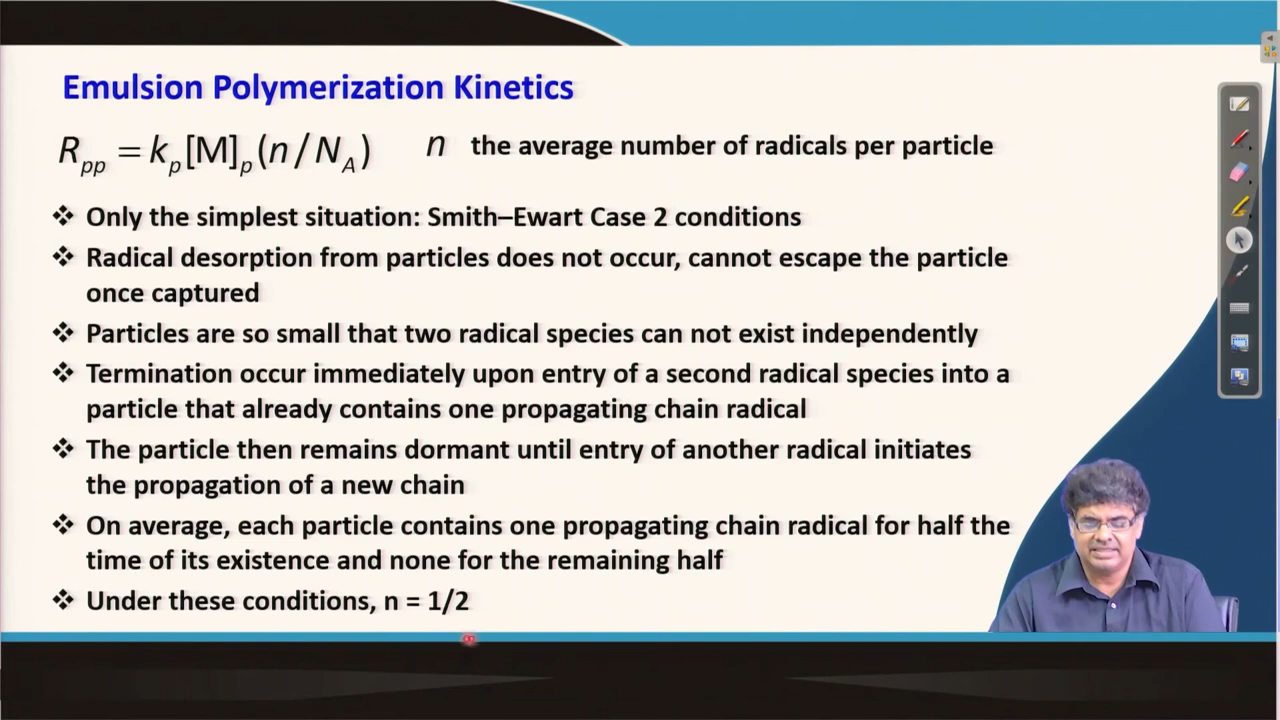 Emulsion Polymerization Kinetics
R_pp = k_p[M]_p(n/N_A) n the average number of radicals per particle
❖ Only the simplest situation: Smith–Ewart Case 2 conditions
❖ Radical desorption from particles does not occur, cannot escape the particle
once captured
❖ Particles are so small that two radical species can not exist independently
❖ Termination occur immediately upon entry of a second radical species into a
particle that already contains one propagating chain radical
❖ The particle then remains dormant until entry of another radical initiates
the propagation of a new chain
❖ On average, each particle contains one propagating chain radical for half the
time of its existence and none for the remaining half
❖ Under these conditions, n = 1/2